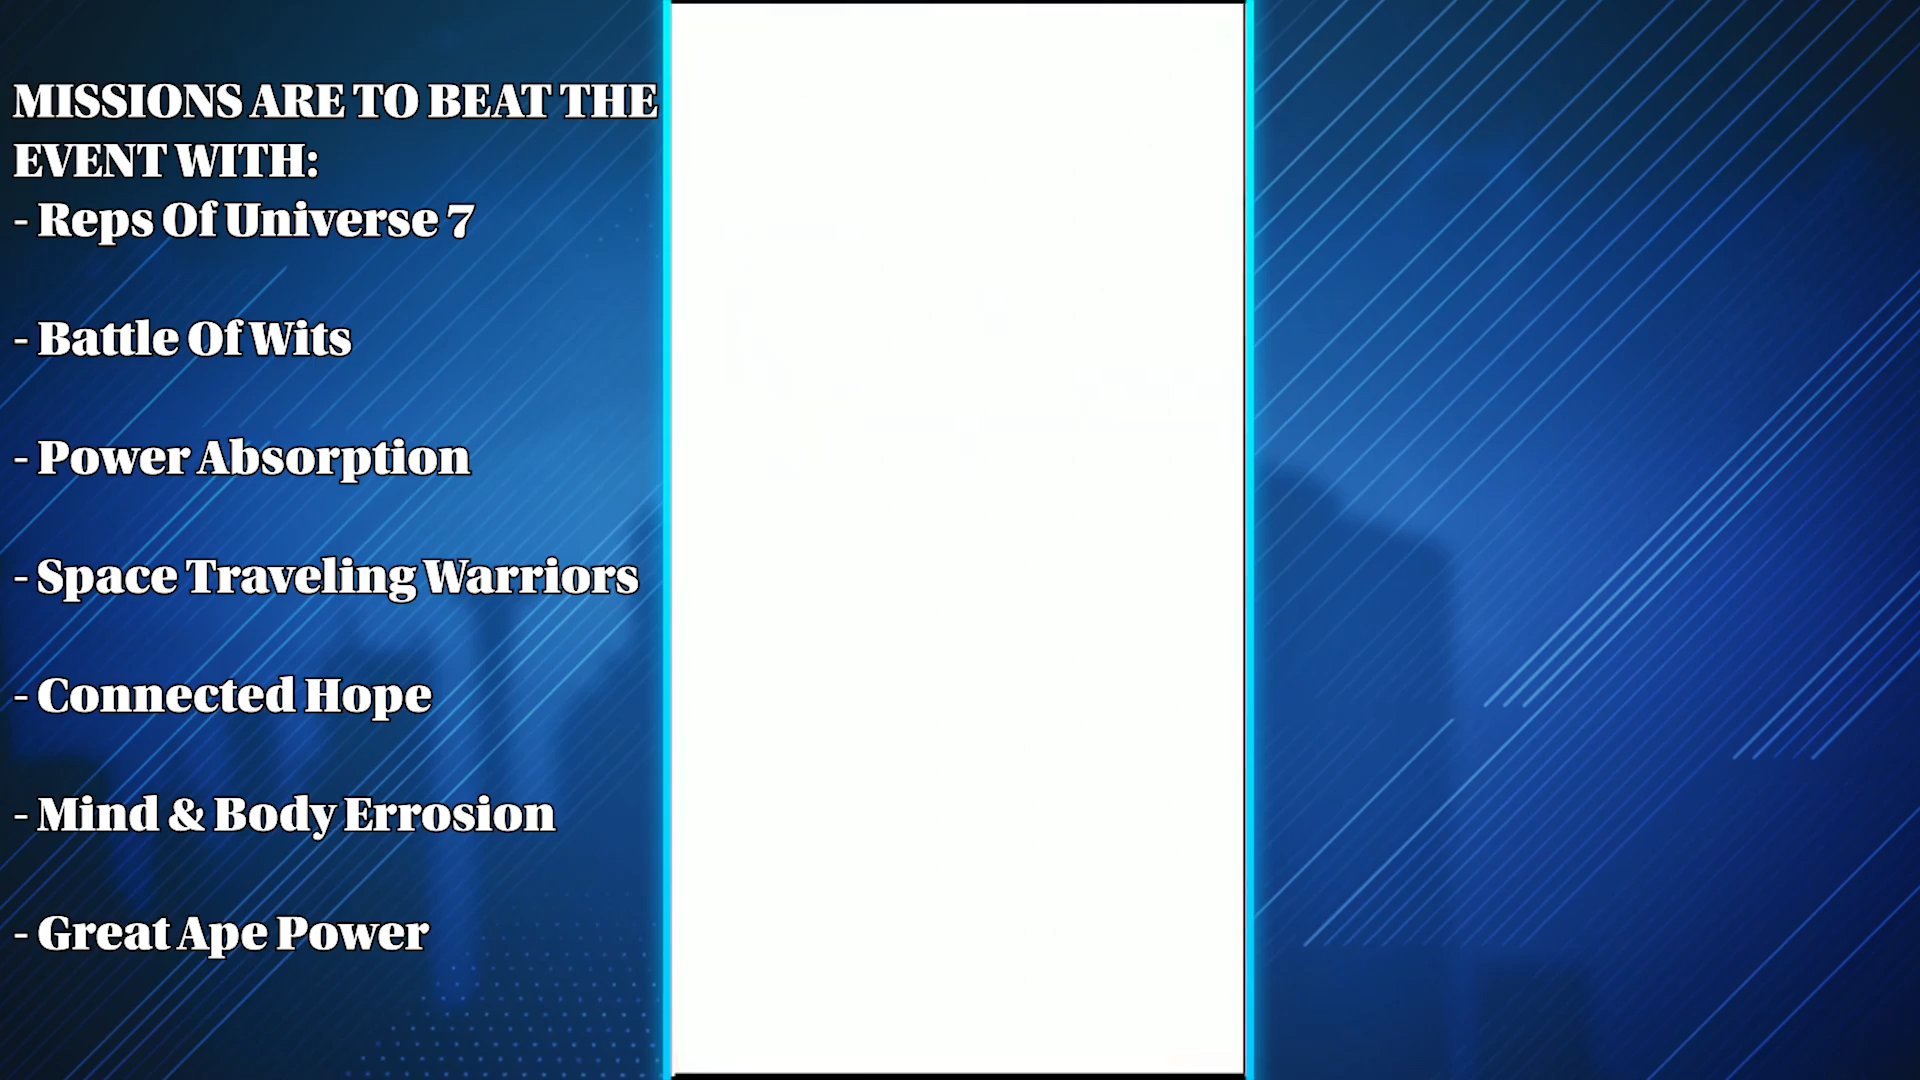 MISSIONS ARE TO BEAT THE
EVENT WITH:
- Reps Of Universe 7
- Battle Of Wits
- Power Absorption
- Space Traveling Warriors
- Connected Hope
- Mind & Body Errosion
- Great Ape Power